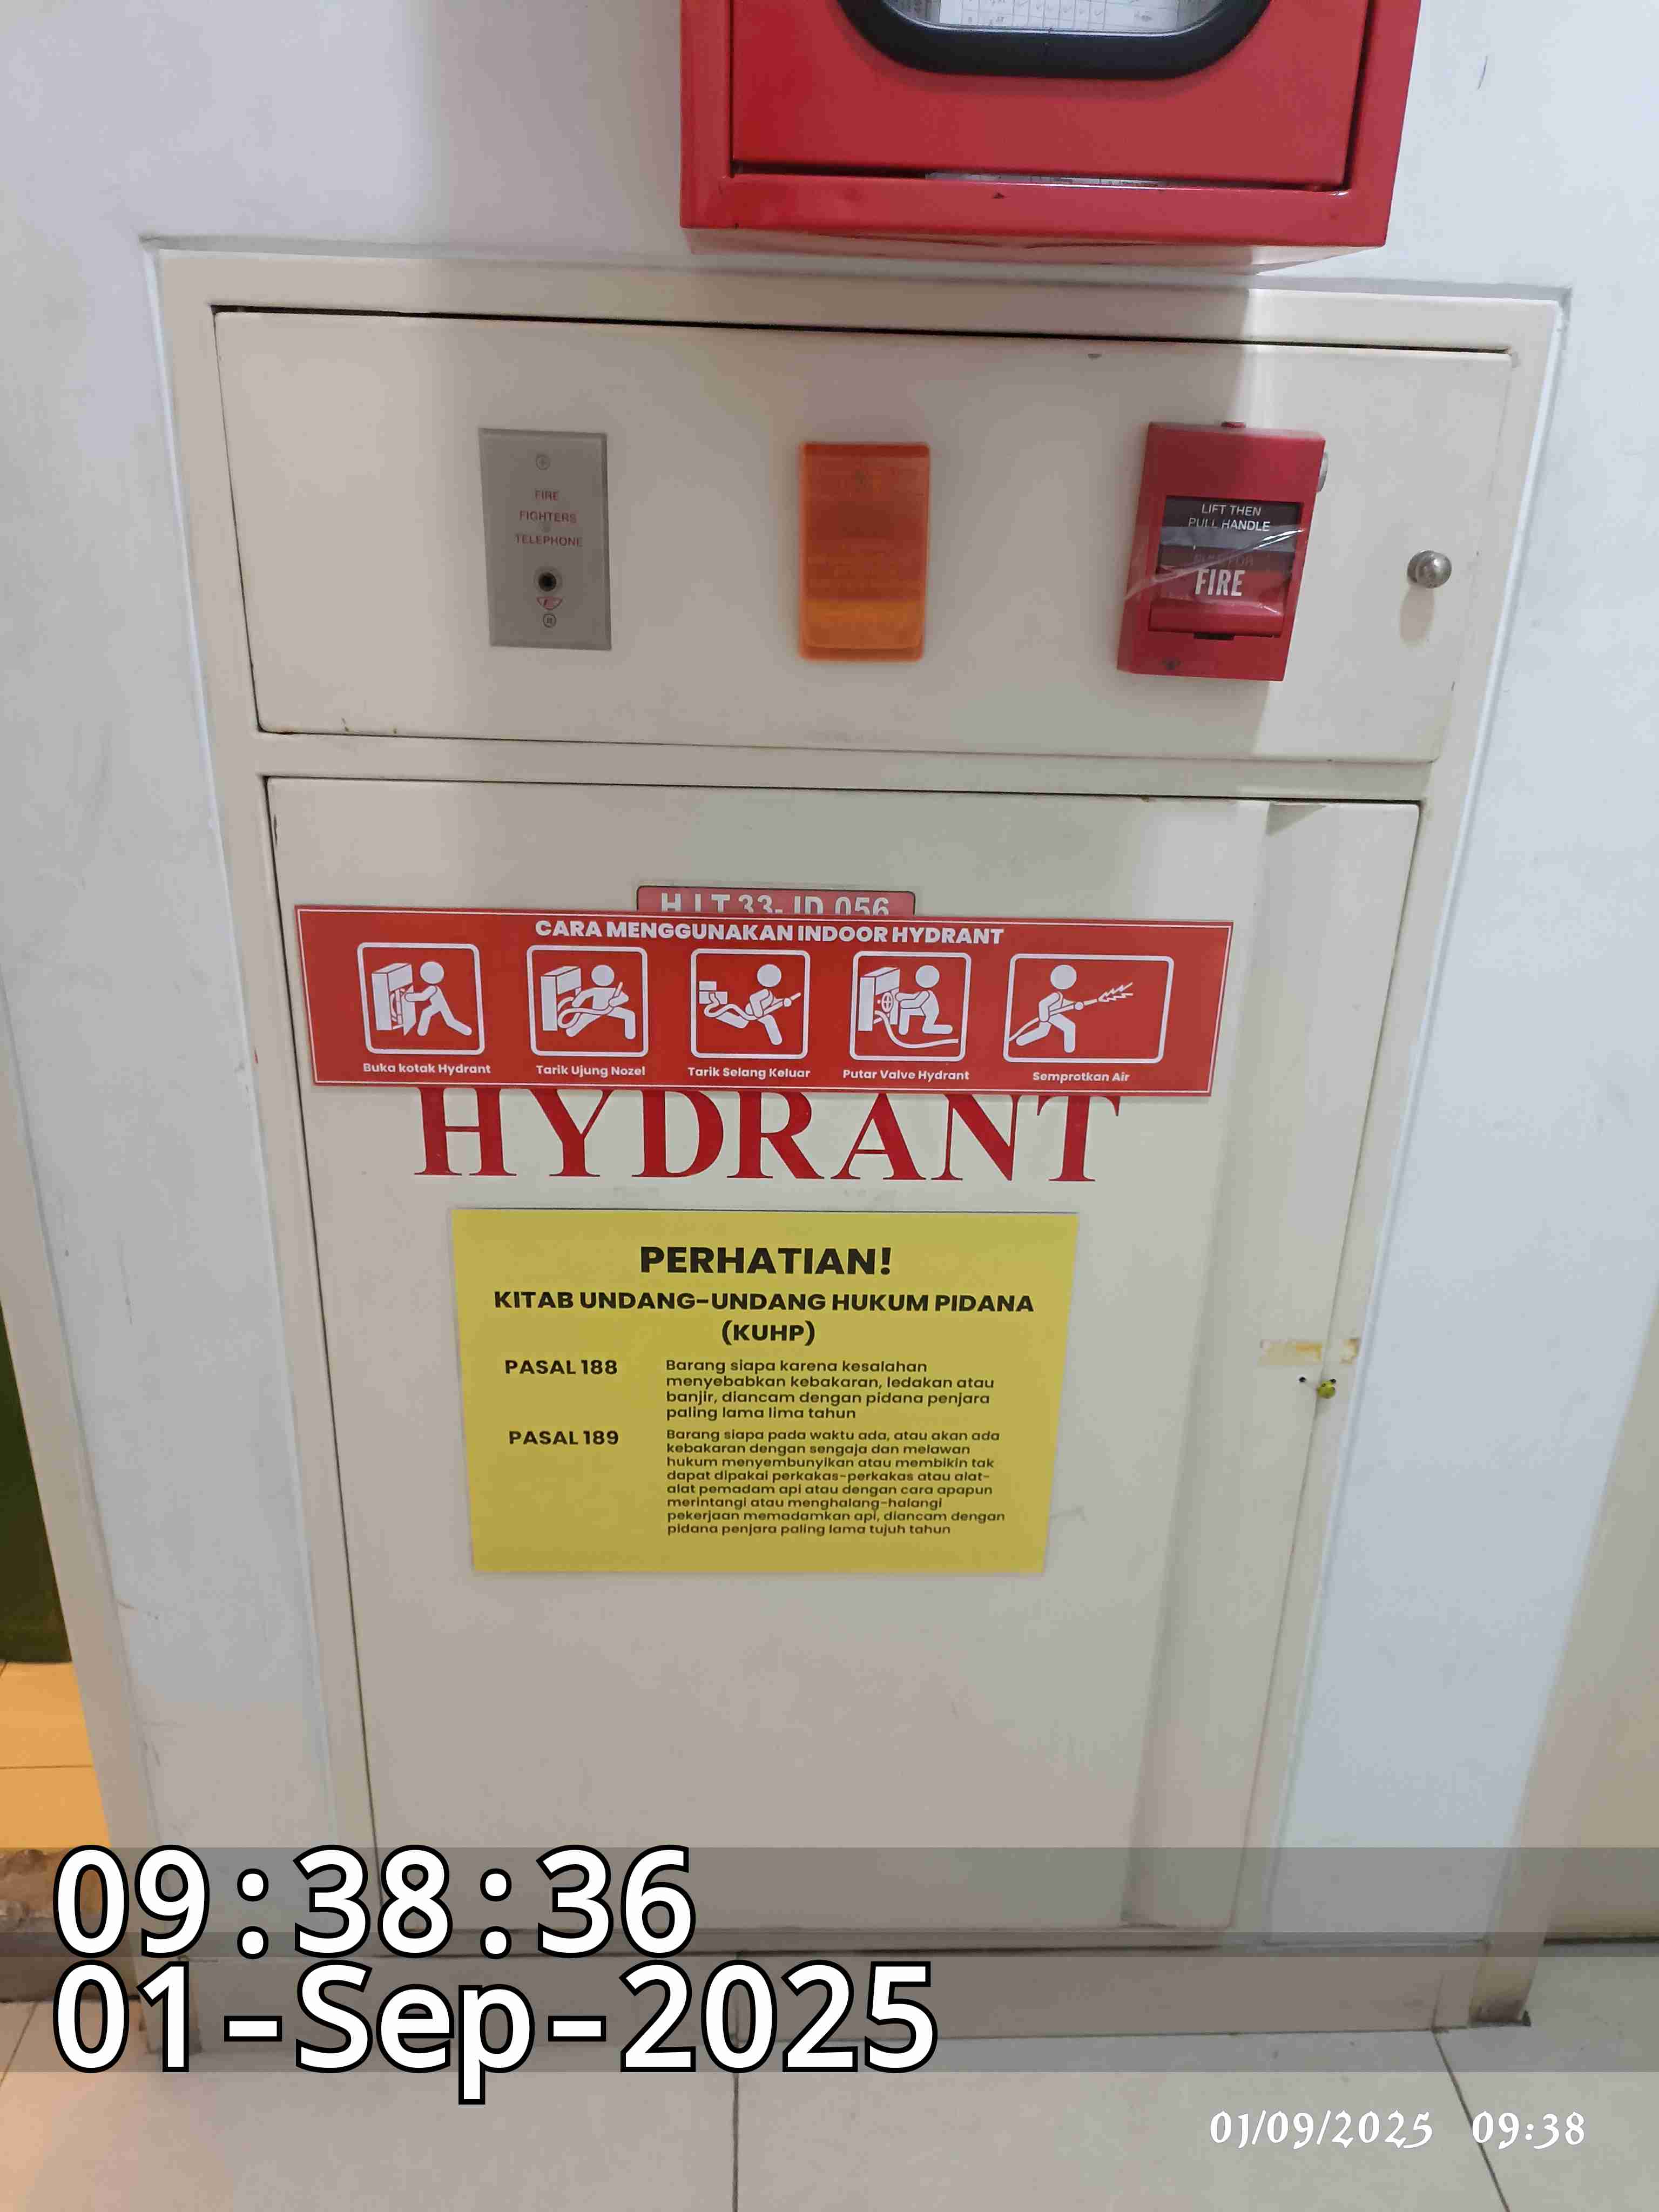 FIRE
FIGHTERS
TELEPHONE
LIFT THEN
PULL HANDLE
FIRE
H I T 33- ID 056
CARA MENGGUNAKAN INDOOR HYDRANT
Buka kotak Hydrant
Tarik Ujung Nozel
Tarik Selang Keluar
Putar Valve Hydrant
Semprotkan Air
HYDRANT
PERHATIAN!
KITAB UNDANG-UNDANG HUKUM PIDANA
(KUHP)
PASAL 188
Barang siapa karena kesalahan
menyebabkan kebakaran, ledakan atau
banjir, diancam dengan pidana penjara
paling lama lima tahun
PASAL 189
Barang siapa pada waktu ada, atau akan ada
kebakaran dengan sengaja dan melawan
hukum menyembunyikan atau membikin tak
dapat dipakai perkakas-perkakas atau alat-
alat pemadam api atau dengan cara apapun
merintangi atau menghalang-halangi
pekerjaan memadamkan api, diancam dengan
pidana penjara paling lama tujuh tahun
09:38:36
01-Sep-2025
01/09/2025 09:38